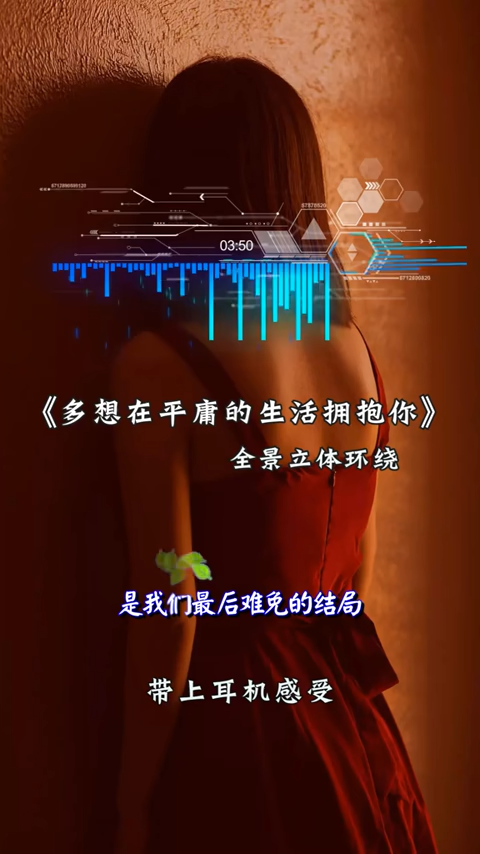 03:50
《多想在平庸的生活拥抱你》
全景立体环绕
是我们最后难免的结局
带上耳机感受